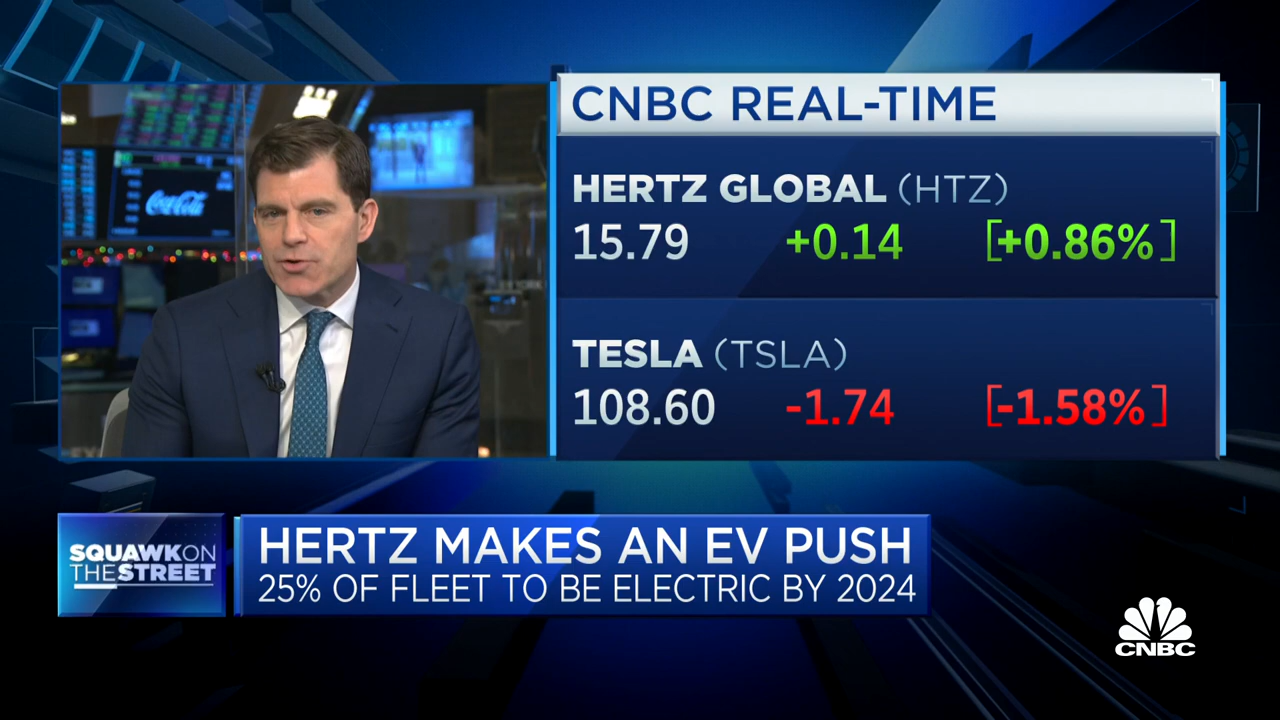 CNBC REAL-TIME
HERTZ GLOBAL (HTZ)
15.79 +0.14 [+0.86%]
TESLA (TSLA)
108.60 -1.74 [-1.58%]
Coca-Cola
SQUAWK ON
THE STREET
HERTZ MAKES AN EV PUSH
25% OF FLEET TO BE ELECTRIC BY 2024
CNBC